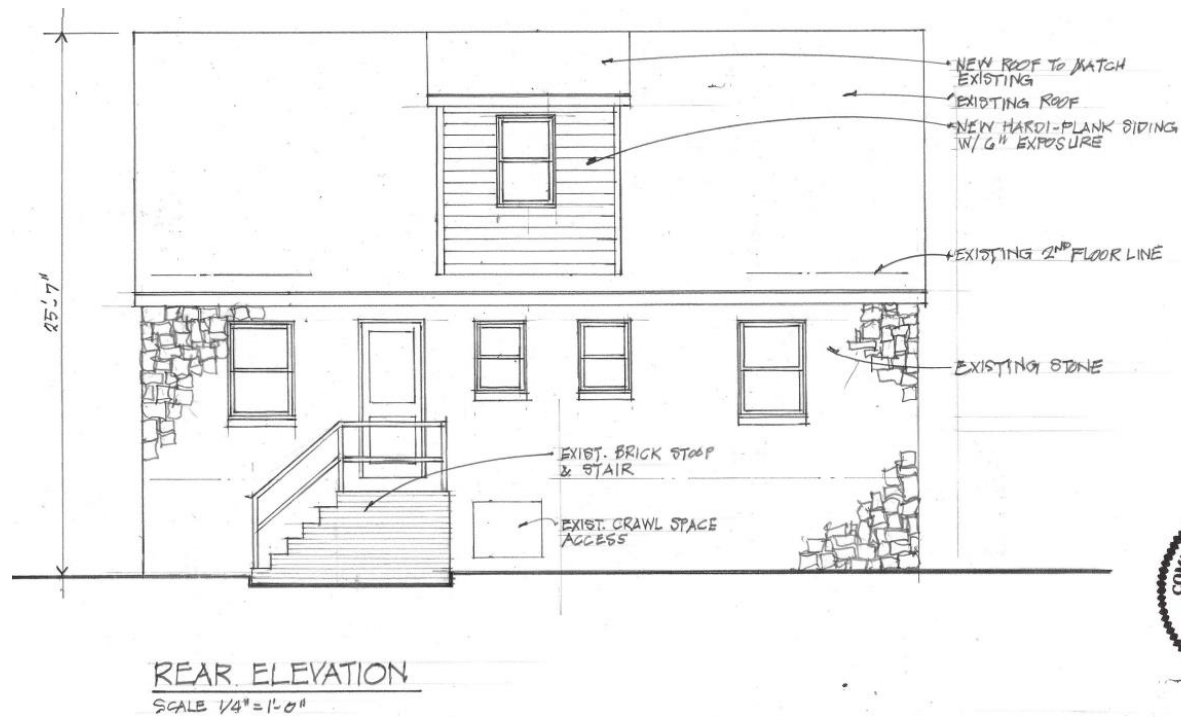 NEW ROOF TO MATCH
EXISTING
EXISTING ROOF
NEW HARDI-PLANK SIDING
W/ 6" EXPOSURE
25'-7"
EXISTING 2ND FLOOR LINE
EXISTING STONE
EXIST. BRICK STOOP
& STAIR
EXIST. CRAWL SPACE
ACCESS
REAR ELEVATION
SCALE 1/4" = 1'-0"